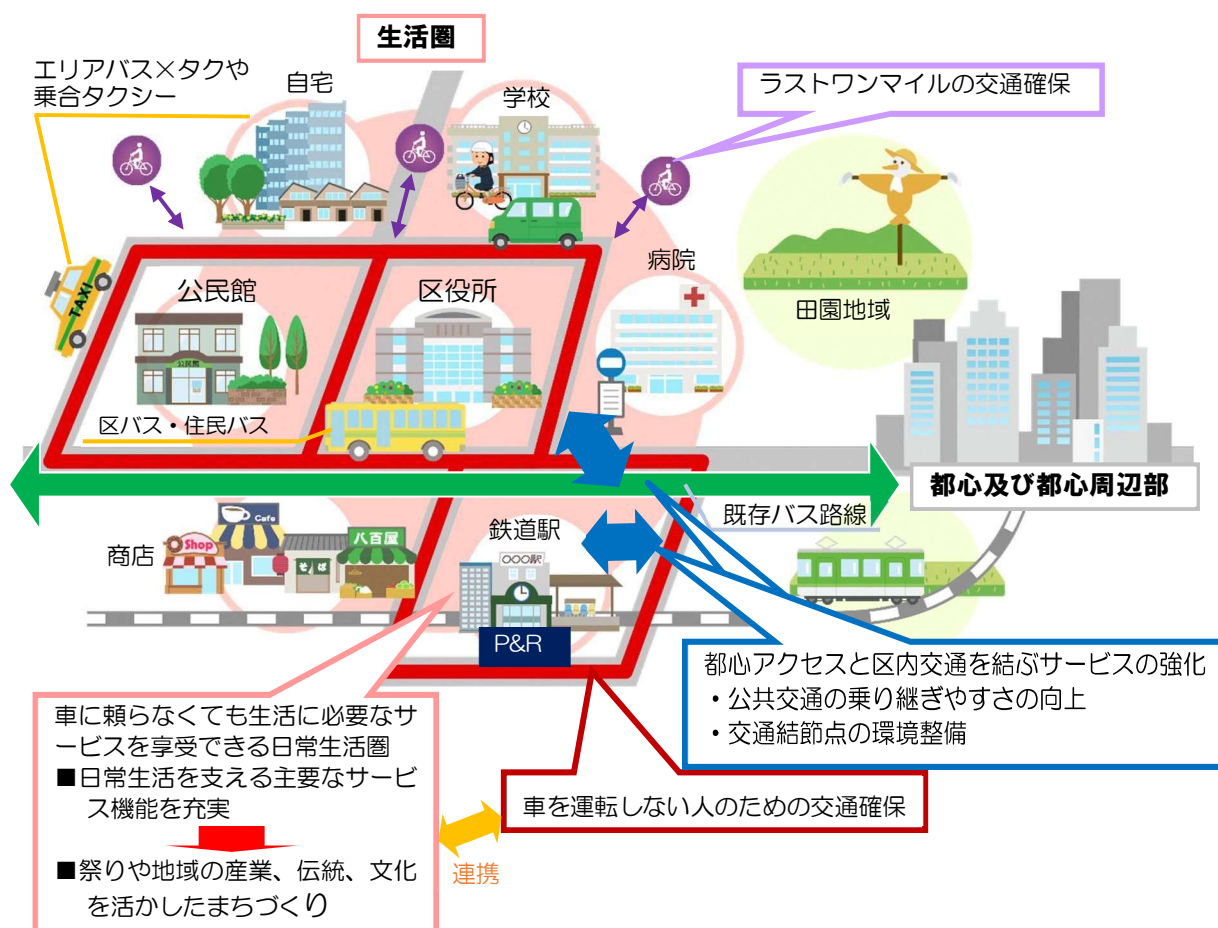 生活圏
エリアバス×タクや
乗合タクシー
自宅
学校
ラストワンマイルの交通確保
TAXI
公民館
区役所
病院
田園地域
公民館
区バス・住民バス
都心及び都心周辺部
既存バス路線
商店
Shop
Cafe
そば
八百屋
鉄道駅
〇〇〇駅
P&R
都心アクセスと区内交通を結ぶサービスの強化
・公共交通の乗り継ぎやすさの向上
・交通結節点の環境整備
車に頼らなくても生活に必要なサ
ービスを享受できる日常生活圏
■日常生活を支える主要なサービ
ス機能を充実
■祭りや地域の産業、伝統、文化
を活かしたまちづくり
連携
車を運転しない人のための交通確保